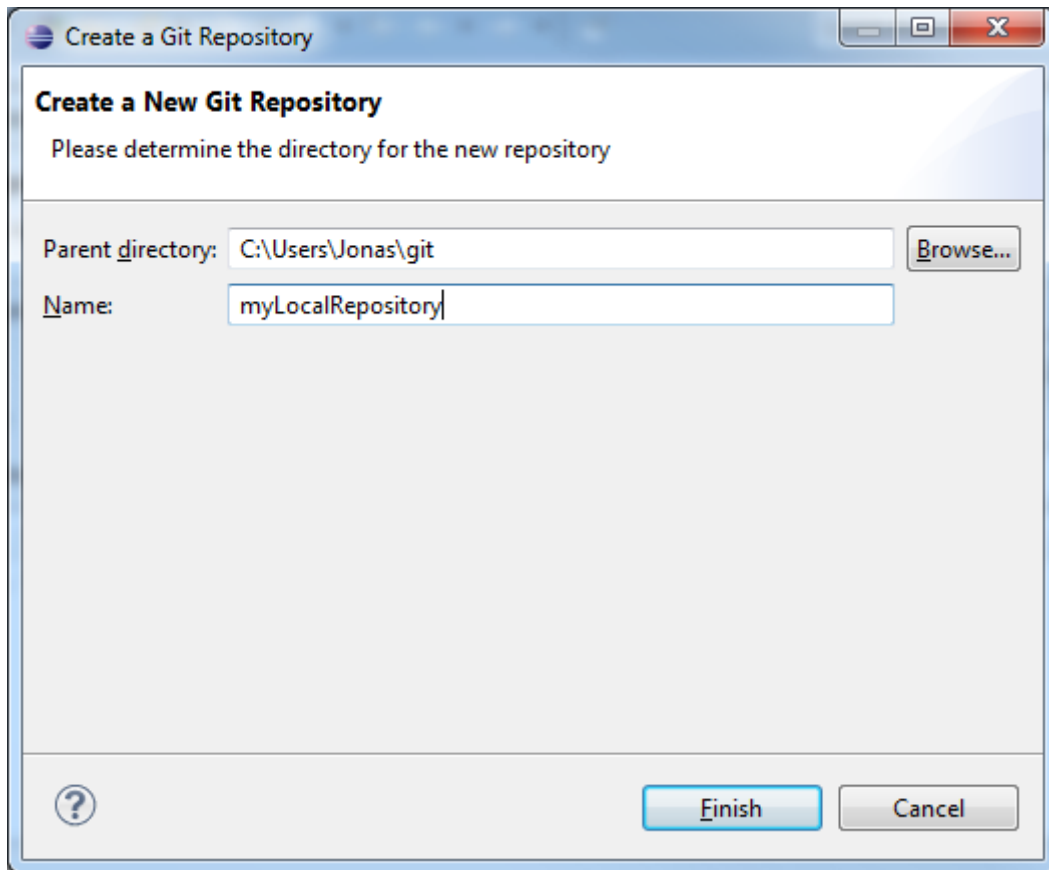 Create a Git Repository
Create a New Git Repository
Please determine the directory for the new repository
Parent directory: C:\Users\Jonas\git Browse...
Name: myLocalRepository
? Finish Cancel